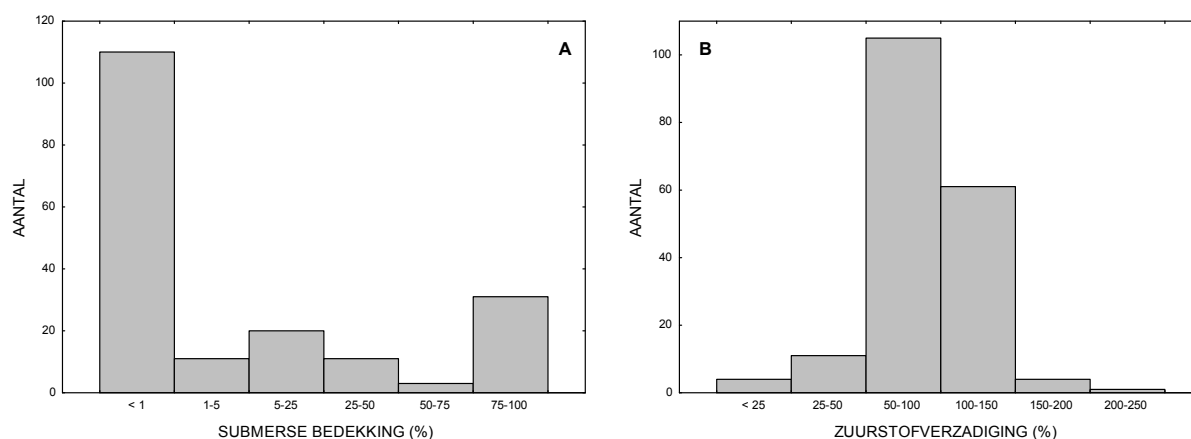 A
AANTAL
120
100
80
60
40
20
0
< 1 1-5 5-25 25-50 50-75 75-100
SUBMERSE BEDEKKING (%)
B
AANTAL
100
80
60
40
20
0
< 25 25-50 50-100 100-150 150-200 200-250
ZUURSTOFVERZADIGING (%)